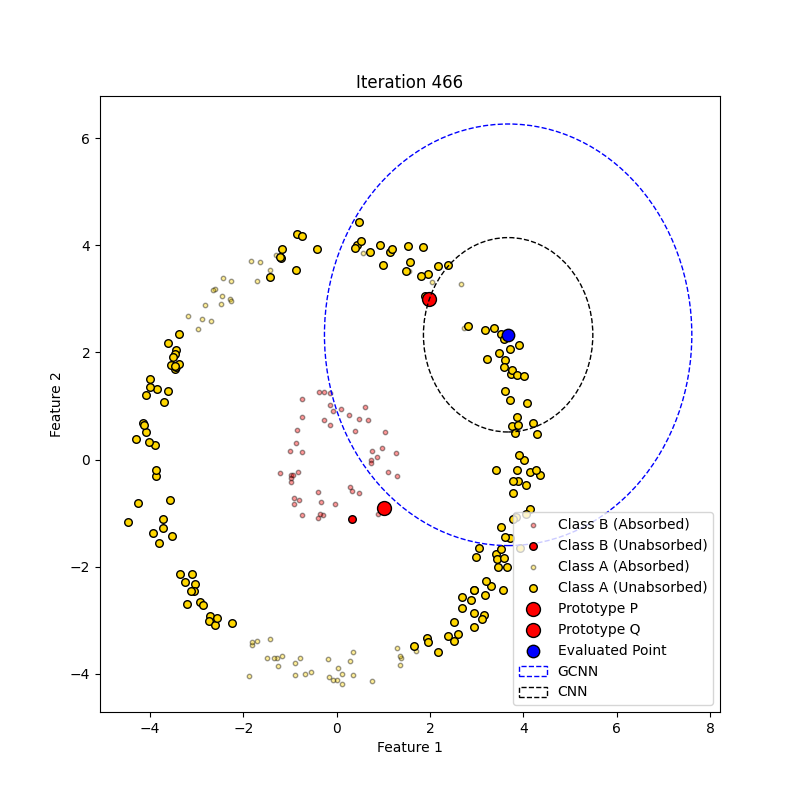 Iteration 466
Feature 2
6
4
2
0
−2
−4
−4
−2
0
2
4
6
8
Feature 1
Class B (Absorbed)
Class B (Unabsorbed)
Class A (Absorbed)
Class A (Unabsorbed)
Prototype P
Prototype Q
Evaluated Point
GCNN
CNN